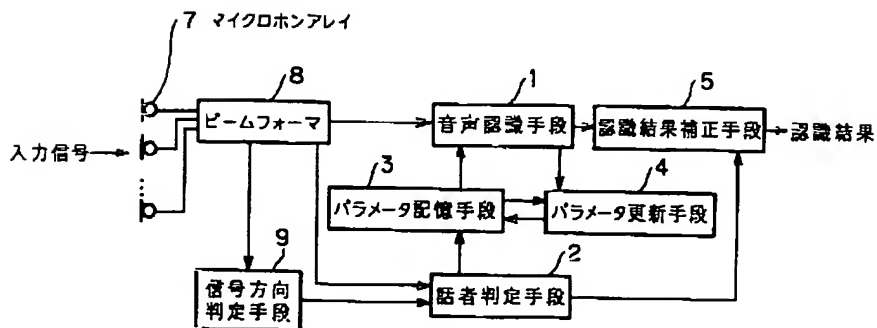 7 マイクロホンアレイ
8
ビームフォーマ
1
音声認識手段
5
認識結果補正手段
認識結果
入力信号
3
パラメータ記憶手段
4
パラメータ更新手段
9
信号方向
判定手段
2
話者判定手段